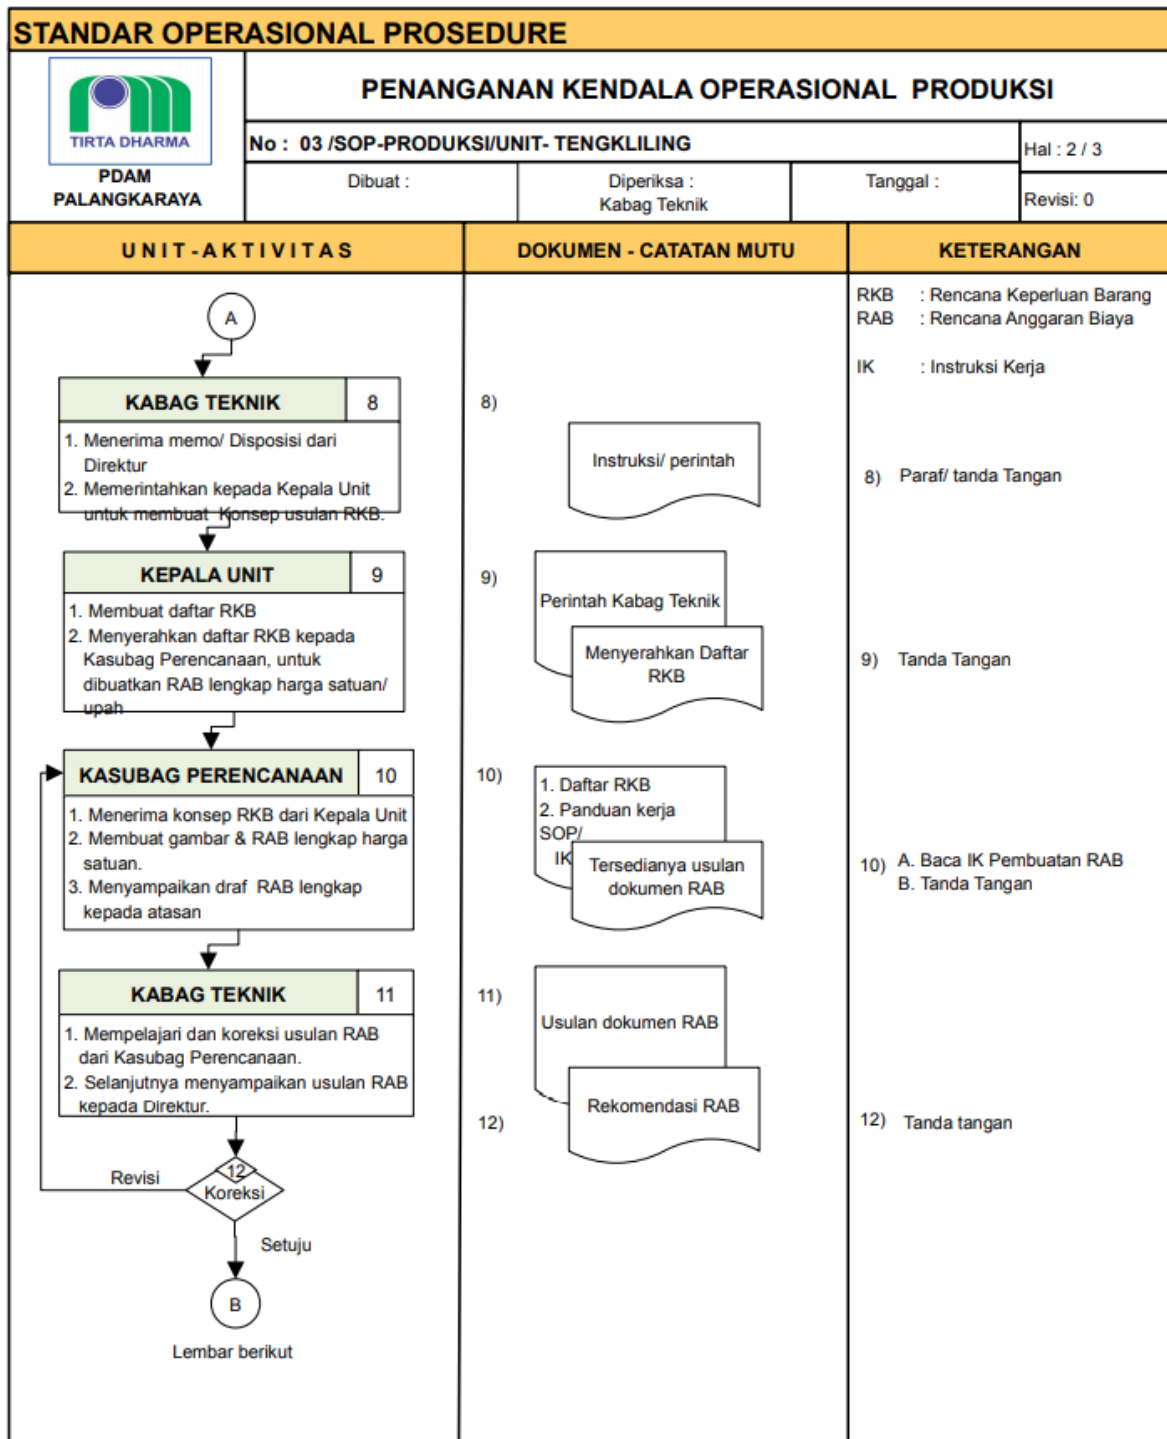 STANDAR OPERASIONAL PROSEDURE
TIRTA DHARMA
PDAM
PALANGKARAYA
PENANGANAN KENDALA OPERASIONAL PRODUKSI
No : 03 /SOP-PRODUKSI/UNIT- TENGKLILING
Hal : 2 / 3
Dibuat :
Diperiksa :
Kabag Teknik
Tanggal :
Revisi: 0
U N I T - A K T I V I T A S
DOKUMEN - CATATAN MUTU
KETERANGAN
RKB : Rencana Keperluan Barang
RAB : Rencana Anggaran Biaya
IK : Instruksi Kerja
A
KABAG TEKNIK 8
1. Menerima memo/ Disposisi dari
Direktur
2. Memerintahkan kepada Kepala Unit
untuk membuat Konsep usulan RKB.
8)
Instruksi/ perintah
8) Paraf/ tanda Tangan
KEPALA UNIT 9
1. Membuat daftar RKB
2. Menyerahkan daftar RKB kepada
Kasubag Perencanaan, untuk
dibuatkan RAB lengkap harga satuan/
upah
9)
Perintah Kabag Teknik
Menyerahkan Daftar
RKB
9) Tanda Tangan
KASUBAG PERENCANAAN 10
1. Menerima konsep RKB dari Kepala Unit
2. Membuat gambar & RAB lengkap harga
satuan.
3. Menyampaikan draf RAB lengkap
kepada atasan
10)
1. Daftar RKB
2. Panduan kerja
SOP/
IK
Tersedianya usulan
dokumen RAB
10) A. Baca IK Pembuatan RAB
B. Tanda Tangan
KABAG TEKNIK 11
1. Mempelajari dan koreksi usulan RAB
dari Kasubag Perencanaan.
2. Selanjutnya menyampaikan usulan RAB
kepada Direktur.
11)
Usulan dokumen RAB
Rekomendasi RAB
12)
12) Tanda tangan
12
Koreksi
Revisi
Setuju
B
Lembar berikut